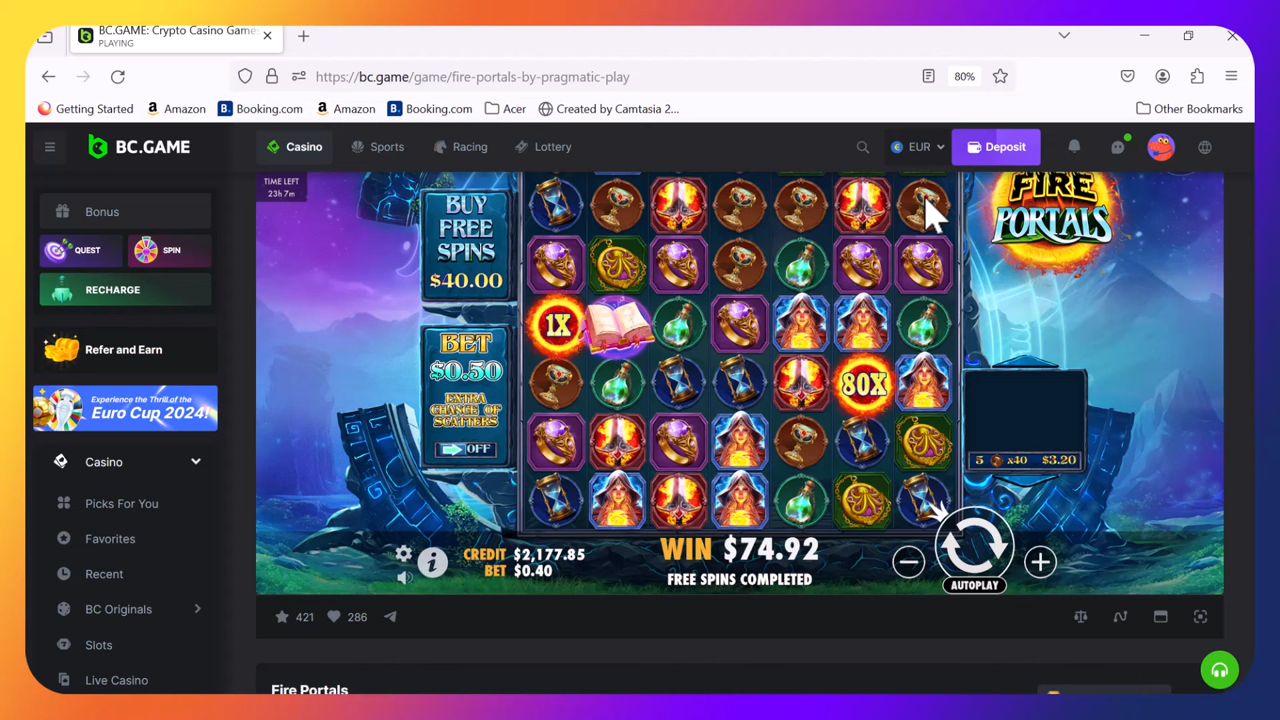 BC.GAME: Crypto Casino Game
PLAYING
https://bc.game/game/fire-portals-by-pragmatic-play
80%
Getting Started
Amazon
Booking.com
Amazon
Booking.com
Acer
Created by Camtasia 2...
Other Bookmarks
BC.GAME
Casino
Sports
Racing
Lottery
EUR
Deposit
Bonus
QUEST
SPIN
RECHARGE
Refer and Earn
Experience the Thrill of the
Euro Cup 2024!
Casino
Picks For You
Favorites
Recent
BC Originals
Slots
Live Casino
TIME LEFT
23h 7m
BUY
FREE
SPINS
$40.00
BET
$0.50
EXTRA
CHANCE OF
SCATTERS
OFF
1X
80X
FIRE
PORTALS
5 x40 $3.20
CREDIT $2,177.85
BET $0.40
WIN $74.92
FREE SPINS COMPLETED
AUTOPLAY
421
286
Fire Portals